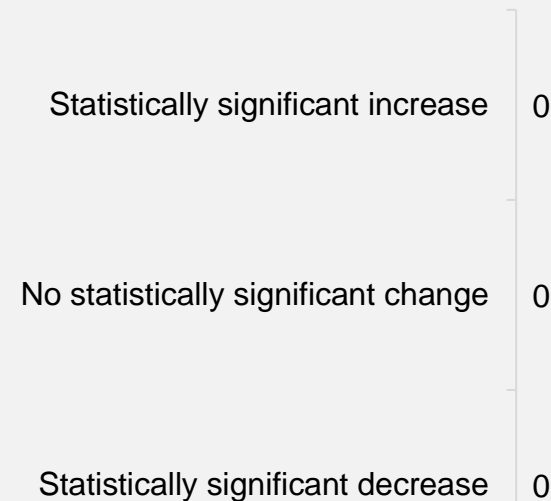 Statistically significant increase 0
No statistically significant change 0
Statistically significant decrease 0